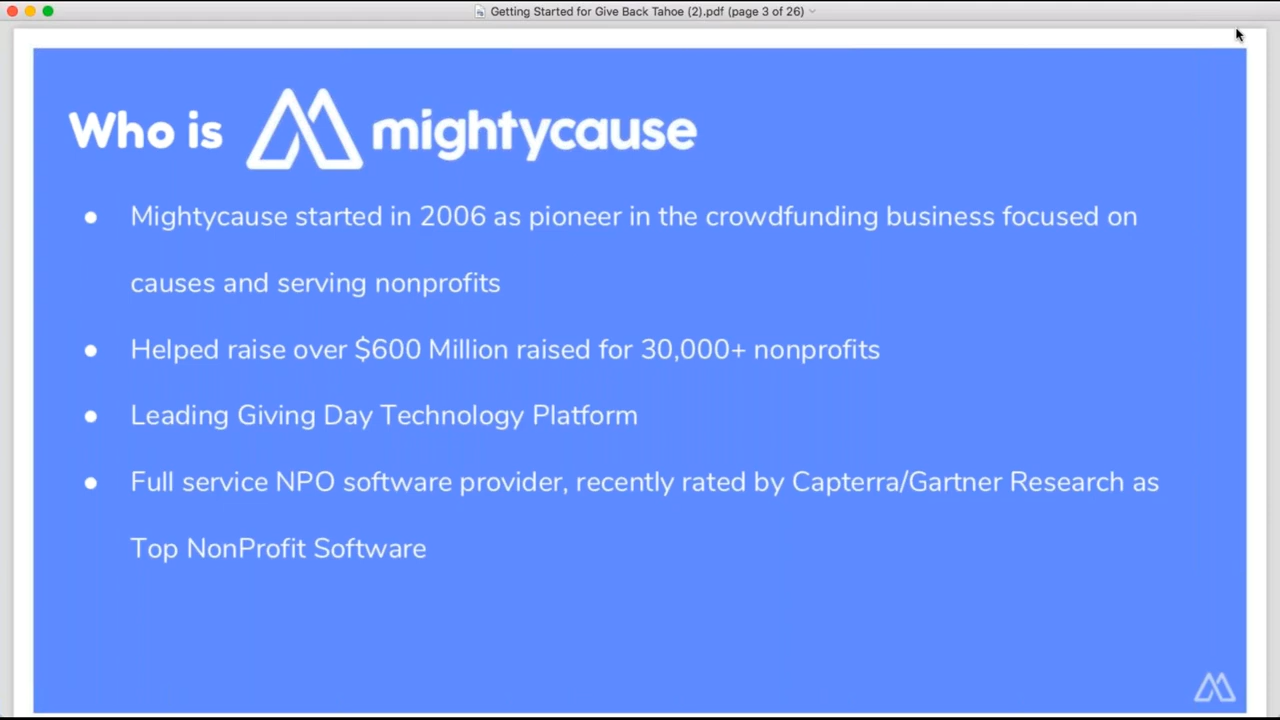 Getting Started for Give Back Tahoe (2).pdf (page 3 of 26)
Who is mightycause
● Mightycause started in 2006 as pioneer in the crowdfunding business focused on
causes and serving nonprofits
● Helped raise over $600 Million raised for 30,000+ nonprofits
● Leading Giving Day Technology Platform
● Full service NPO software provider, recently rated by Capterra/Gartner Research as
Top NonProfit Software